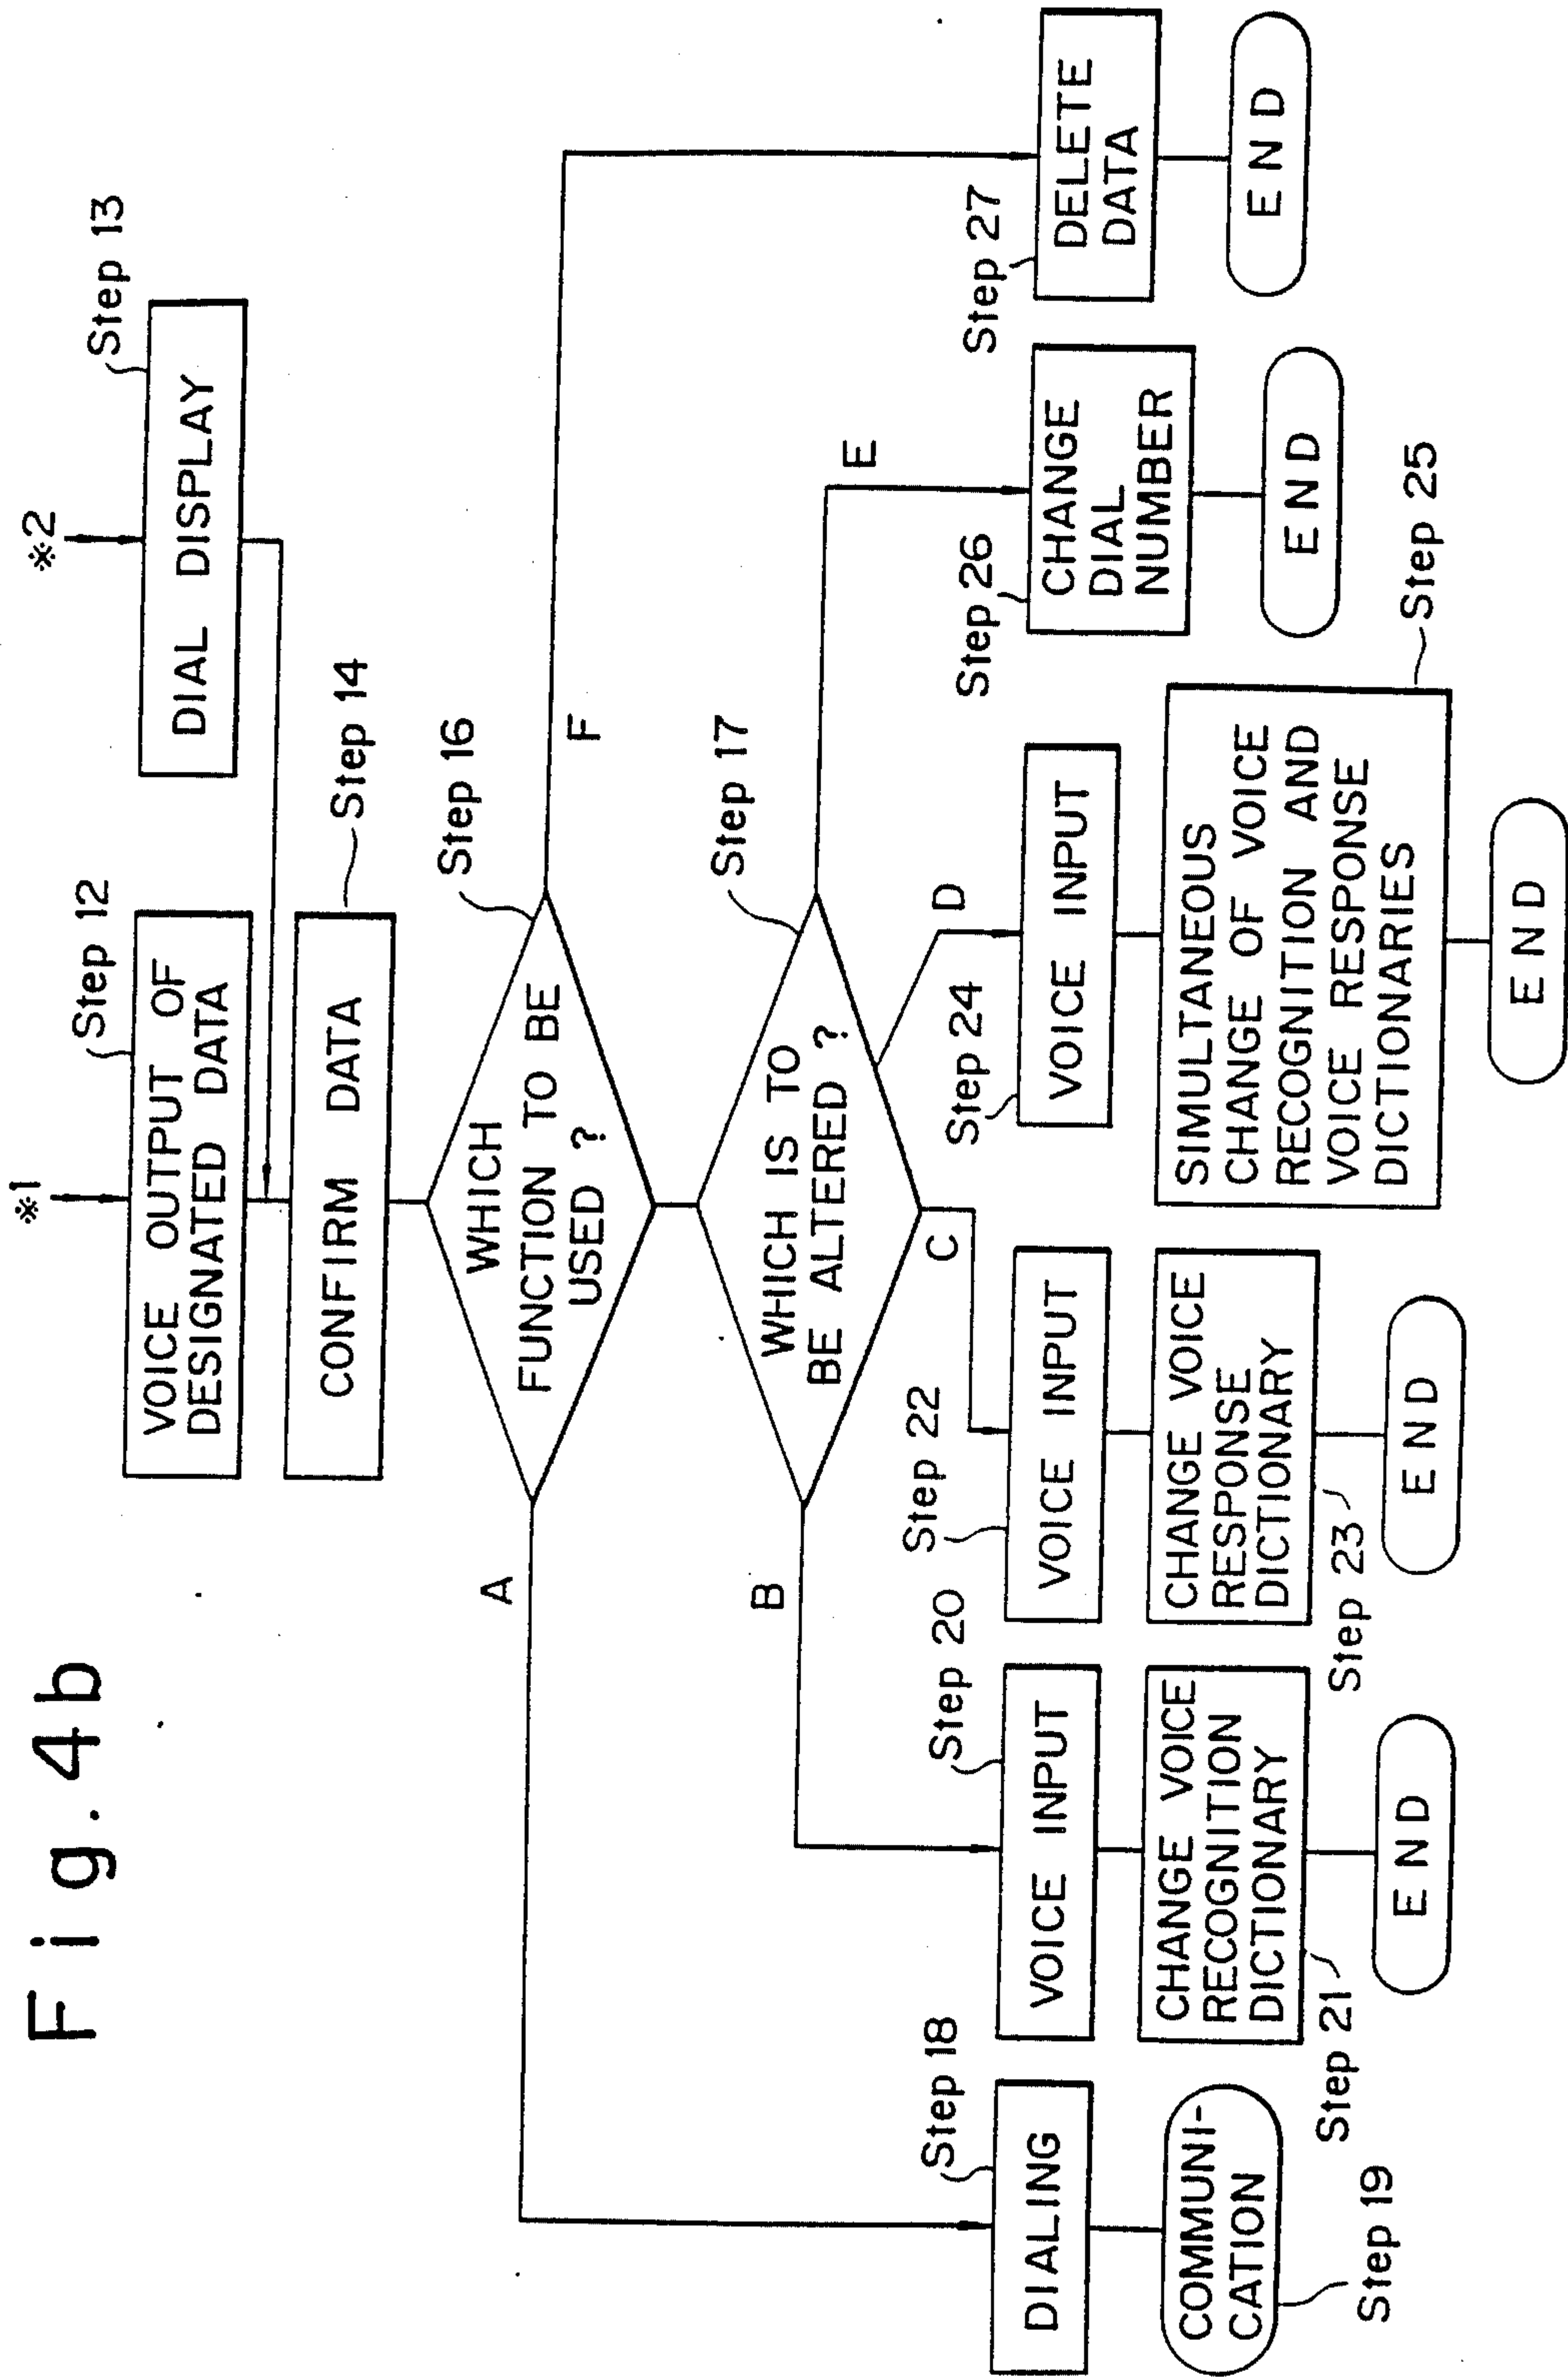 Fig. 4b
※1
※2
VOICE OUTPUT OF
DESIGNATED DATA
Step 12
DIAL DISPLAY
Step 13
CONFIRM DATA
Step 14
WHICH
FUNCTION TO BE
USED ?
Step 16
A
F
WHICH IS TO
BE ALTERED ?
Step 17
B
C
D
E
Step 18
DIALING
COMMUNI-
CATION
Step 19
Step 20
VOICE INPUT
CHANGE VOICE
RECOGNITION
DICTIONARY
Step 21
END
Step 22
VOICE INPUT
CHANGE VOICE
RESPONSE
DICTIONARY
Step 23
END
Step 24
VOICE INPUT
SIMULTANEOUS
CHANGE OF VOICE
RECOGNITION AND
VOICE RESPONSE
DICTIONARIES
Step 25
END
Step 26
CHANGE
DIAL
NUMBER
END
Step 27
DELETE
DATA
END